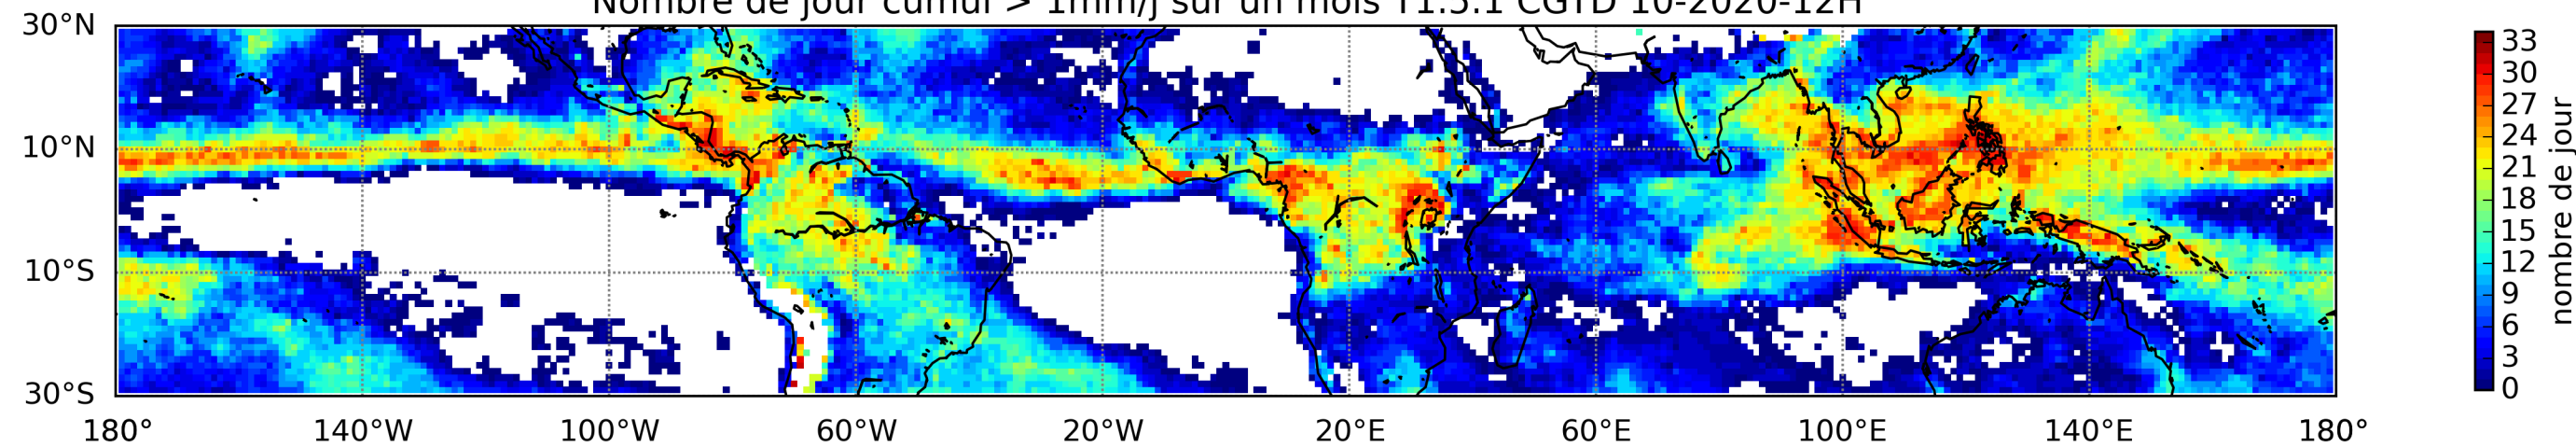 Nombre de jour cumul > 1mm/j sur un mois T1.5.1 CGTD 10-2020-12H
30°N
10°N
10°S
30°S
180°
140°W
100°W
60°W
20°W
20°E
60°E
100°E
140°E
180°
33
30
27
24
21
18
15
12
9
6
3
0
nombre de jour